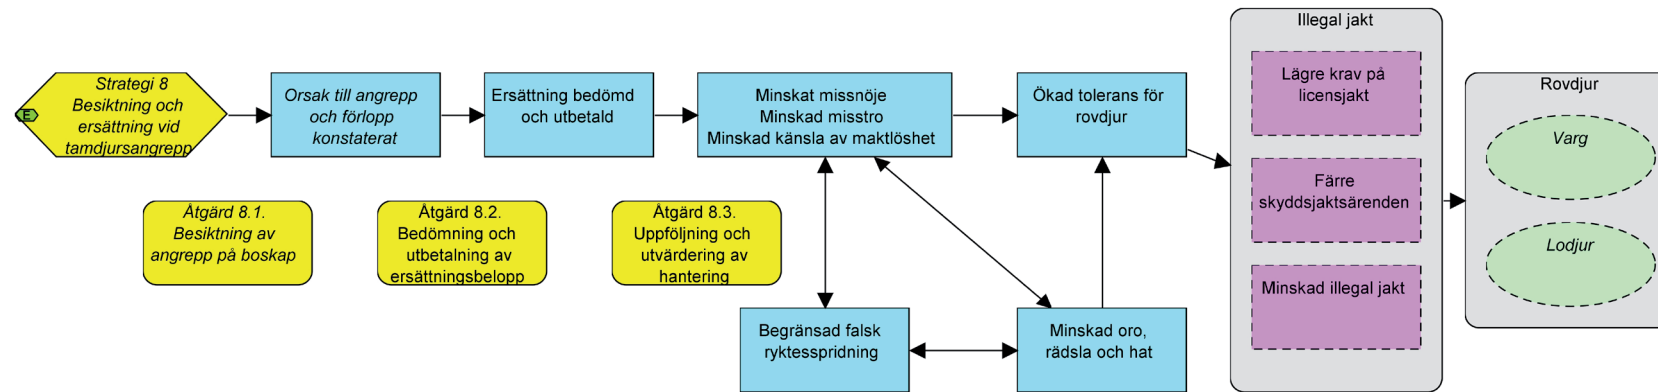 Strategi 8
Besiktning och
ersättning vid
tamdjursangrepp
E
Orsak till angrepp
och förlopp
konstaterat
Ersättning bedömd
och utbetald
Minskat missnöje
Minskad misstro
Minskad känsla av maktlöshet
Ökad tolerans för
rovdjur
Illegal jakt
Lägre krav på
licensjakt
Färre
skyddsjaktsärenden
Minskad illegal jakt
Rovdjur
Varg
Lodjur
Åtgärd 8.1.
Besiktning av
angrepp på boskap
Åtgärd 8.2.
Bedömning och
utbetalning av
ersättningsbelopp
Åtgärd 8.3.
Uppföljning och
utvärdering av
hantering
Begränsad falsk
ryktesspridning
Minskad oro,
rädsla och hat